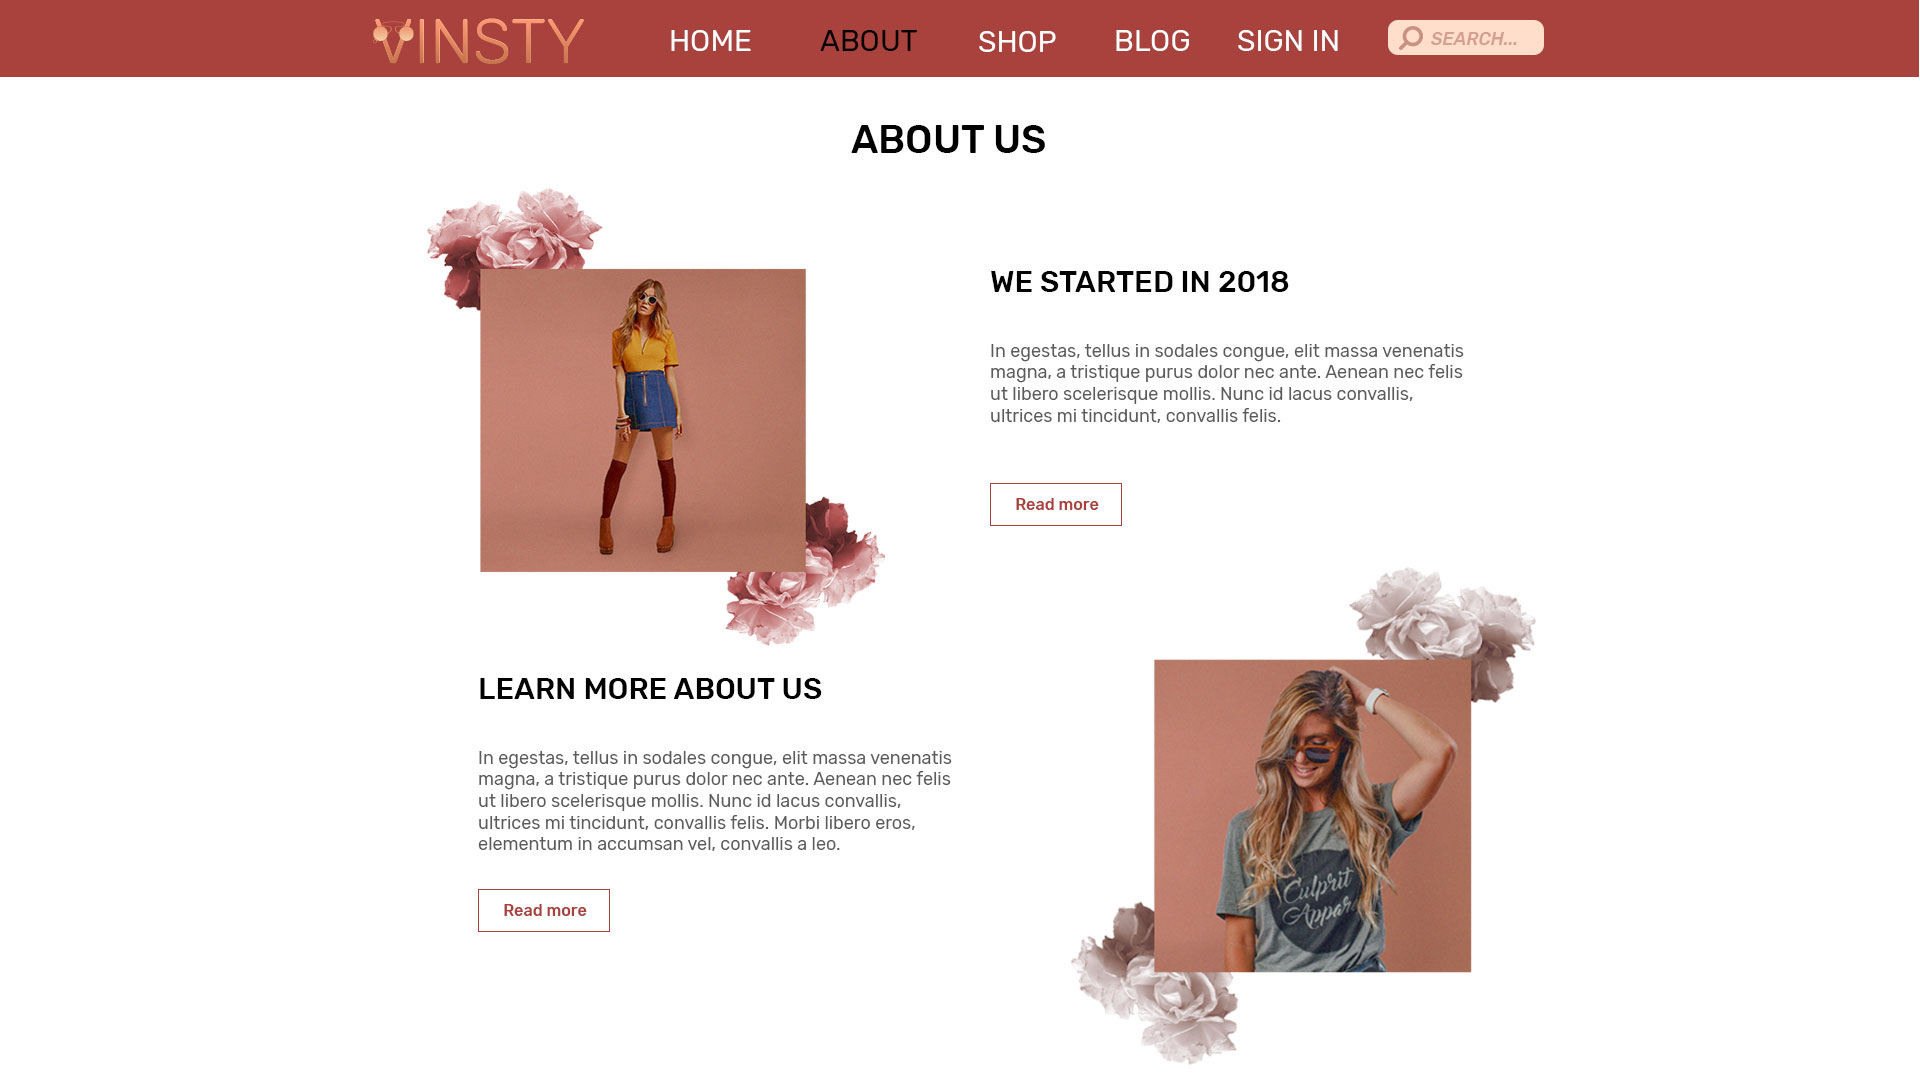 VINSTY
HOME
ABOUT
SHOP
BLOG
SIGN IN
SEARCH...
ABOUT US
WE STARTED IN 2018
In egestas, tellus in sodales congue, elit massa venenatis
magna, a tristique purus dolor nec ante. Aenean nec felis
ut libero scelerisque mollis. Nunc id lacus convallis,
ultrices mi tincidunt, convallis felis.
Read more
LEARN MORE ABOUT US
In egestas, tellus in sodales congue, elit massa venenatis
magna, a tristique purus dolor nec ante. Aenean nec felis
ut libero scelerisque mollis. Nunc id lacus convallis,
ultrices mi tincidunt, convallis felis. Morbi libero eros,
elementum in accumsan vel, convallis a leo.
Read more
Culprit